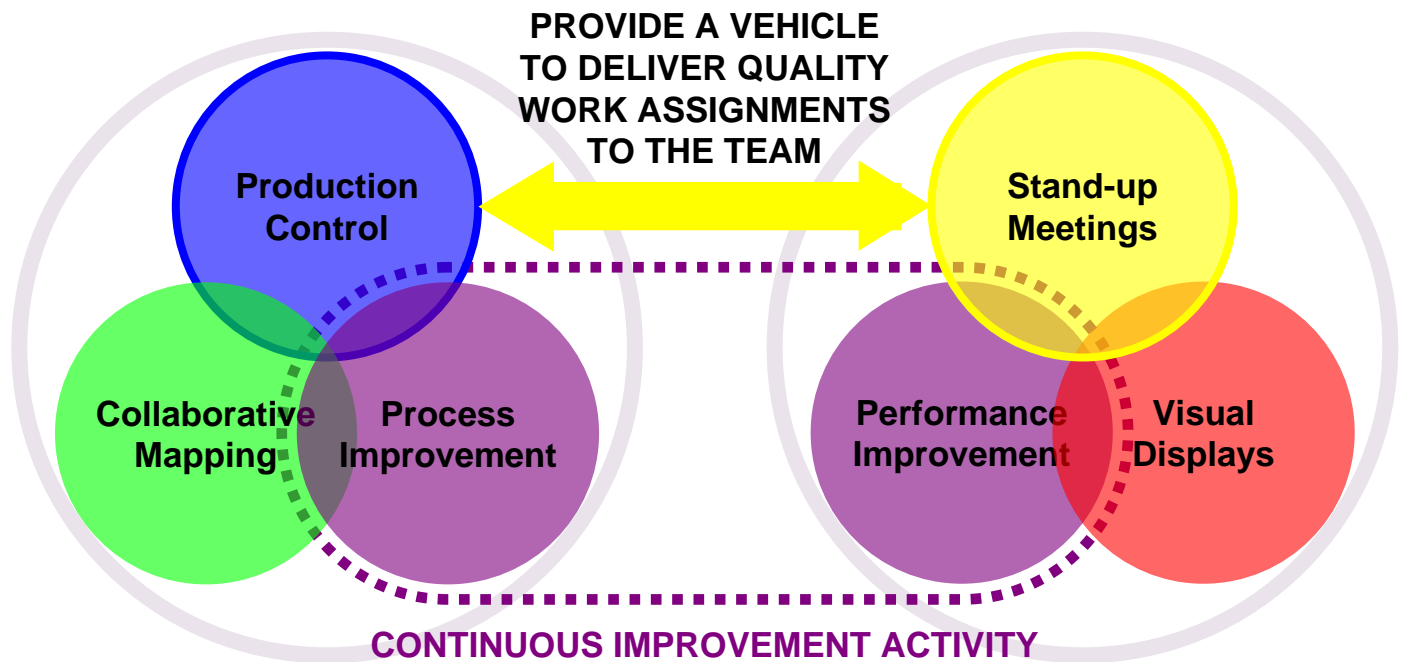 PROVIDE A VEHICLE
TO DELIVER QUALITY
WORK ASSIGNMENTS
TO THE TEAM
Production
Control
Stand-up
Meetings
Collaborative
Mapping
Process
Improvement
Performance
Improvement
Visual
Displays
CONTINUOUS IMPROVEMENT ACTIVITY